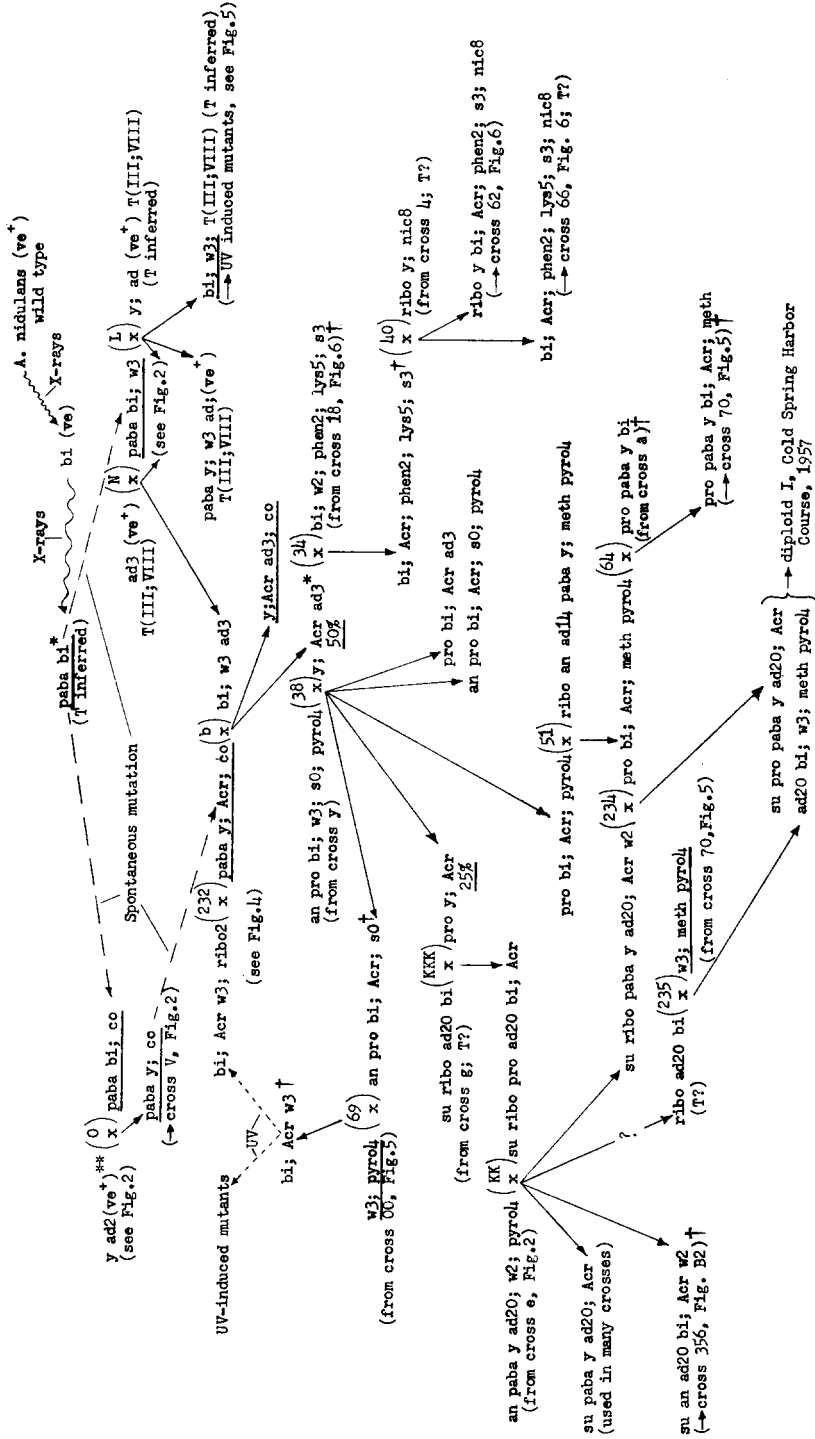 A. nidulans (ve+)
wild type
X-rays
X-rays
bi (ve)
paba bi*
(T inferred)
Spontaneous mutation
y ad2(ve+)** (O) x paba bi; co
(see Fig.2)
paba y; co
(→cross V, Fig.2)
ad3 (ve+) (N) x paba bi; w3 (L) x y; ad (ve+) T(III;VIII)
T(III;VIII)
(see Fig.2)
(T inferred)
paba y; w3 ad;(ve+)
T(III;VIII)
bi; w3; T(III;VIII) (T inferred)
(→UV induced mutants, see Fig.5)
UV-induced mutants
UV
bi; Acr w3; ribo2 (232) x paba y; Acr; co (b) x bi; w3 ad3
(see Fig.4)
bi; Acr w3†
y;Acr ad3; co
an pro bi; w3; s0; pyro4 (38) x y; Acr ad3*
(from cross y)
50%
(34) x bi; w2; phen2; lys5; s3
(from cross 18, Fig.6)†
w3; pyro4 (69) x an pro bi; Acr; s0†
(from cross 00, Fig.5)
pro bi; Acr ad3
an pro bi; Acr; s0; pyro4
bi; Acr; phen2; lys5; s3† (40) x ribo y; nic8
(from cross 4; T?)
ribo y bi; Acr; phen2; s3; nic8
(→cross 62, Fig.6)
bi; Acr; phen2; lys5; s3; nic8
(→cross 66, Fig. 6; T?)
su ribo ad20 bi (KKK) x pro y; Acr
(from cross g; T?)
25%
an paba y ad20; w2; pyro4 (KK) x su ribo pro ad20 bi; Acr
(from cross e, Fig.2)
pro bi; Acr; pyro4 (51) x ribo an ad14 paba y; meth pyro4
su paba y ad20; Acr
(used in many crosses)
?
su ribo paba y ad20; Acr w2 (234) x pro bi; Acr; meth pyro4 (64) x pro paba y bi
(from cross a)†
su an ad20 bi; Acr w2
(→cross 356, Fig. B2)†
ribo ad20 bi (235) x w3; meth pyro4
(T?)
(from cross 70,Fig.5)
pro paba y bi; Acr; meth
(→cross 70, Fig.5)†
su pro paba y ad20; Acr
ad20 bi; w3; meth pyro4
→ diploid I, Cold Spring Harbor
Course, 1957